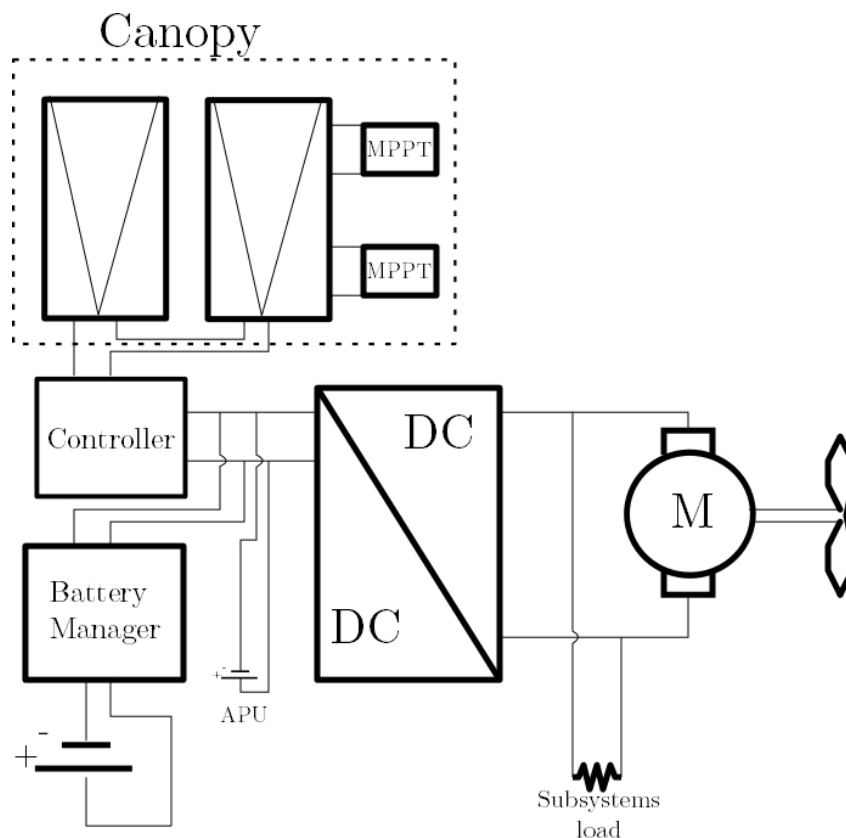 Canopy
MPPT
MPPT
Controller
DC
DC
M
Battery
Manager
+ -
APU
+ -
Subsystems
load